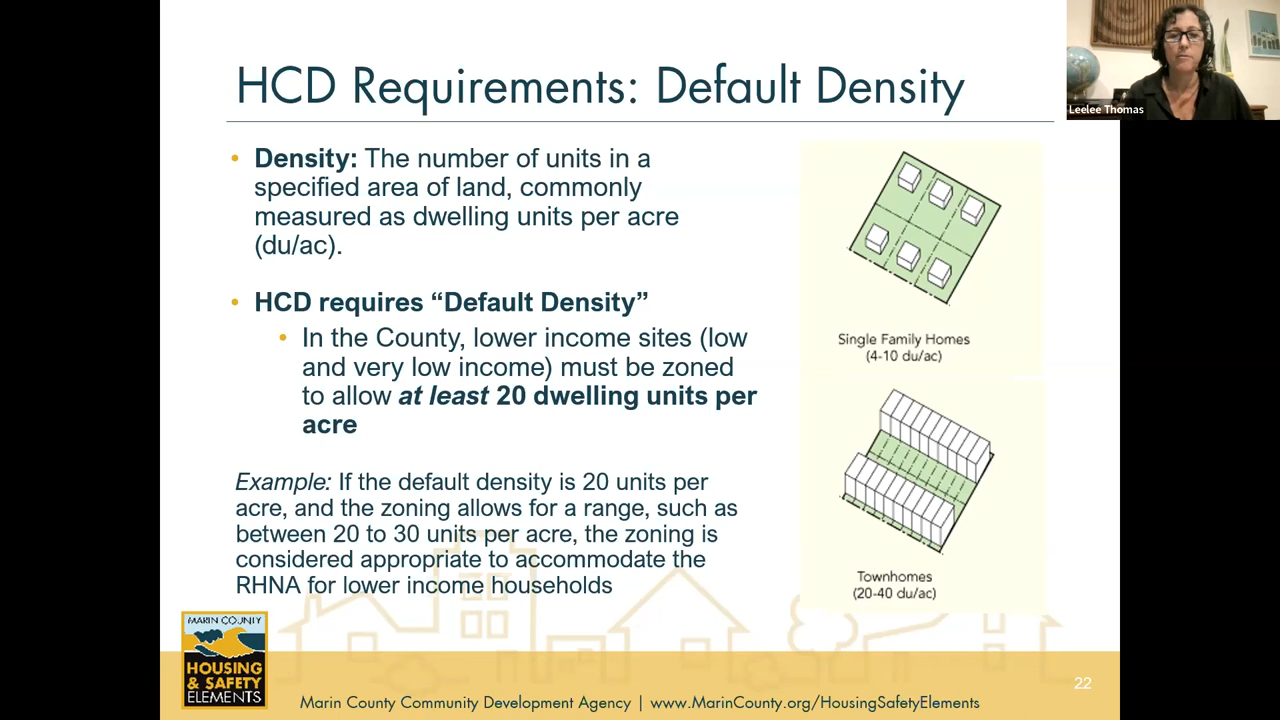 HCD Requirements: Default Density
Leelee Thomas
• Density: The number of units in a
specified area of land, commonly
measured as dwelling units per acre
(du/ac).
• HCD requires “Default Density”
• In the County, lower income sites (low
and very low income) must be zoned
to allow at least 20 dwelling units per
acre
Example: If the default density is 20 units per
acre, and the zoning allows for a range, such as
between 20 to 30 units per acre, the zoning is
considered appropriate to accommodate the
RHNA for lower income households
Single Family Homes
(4-10 du/ac)
Townhomes
(20-40 du/ac)
MARIN COUNTY
HOUSING
& SAFETY
ELEMENTS
Marin County Community Development Agency | www.MarinCounty.org/HousingSafetyElements
22